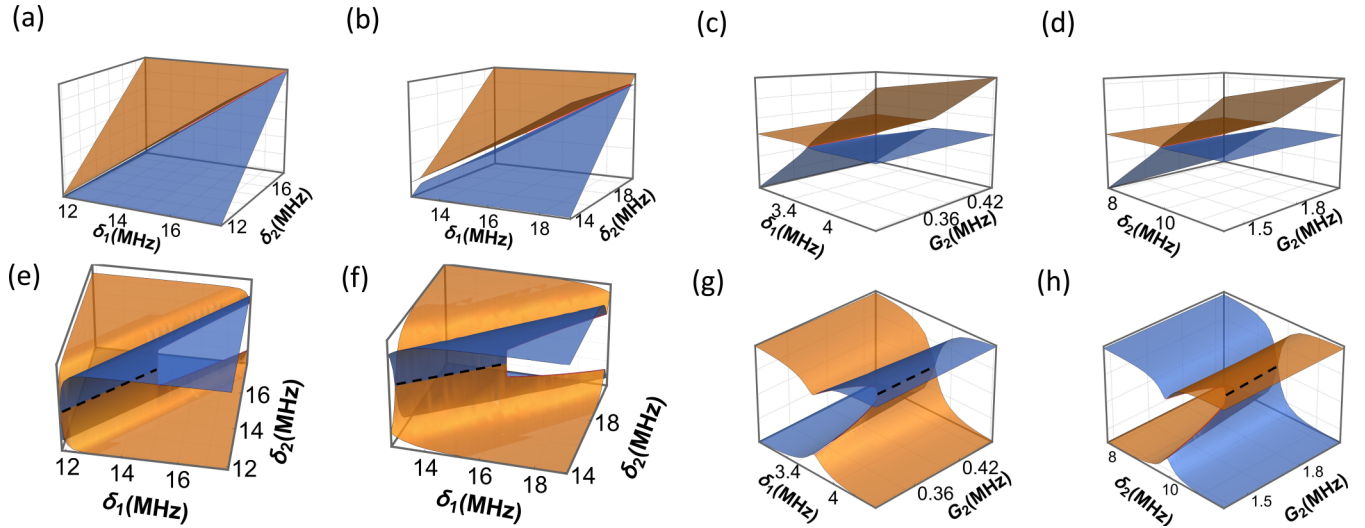 (a)
12
14
16
δ₁(MHz)
12
16
δ₂(MHz)
(b)
14
16
18
δ₁(MHz)
14
18
δ₂(MHz)
(c)
3.4
4
δ₁(MHz)
0.36
0.42
G₂(MHz)
(d)
8
10
δ₂(MHz)
1.5
1.8
G₂(MHz)
(e)
12
14
16
δ₁(MHz)
12
14
16
δ₂(MHz)
(f)
14
16
18
δ₁(MHz)
14
18
δ₂(MHz)
(g)
3.4
4
δ₁(MHz)
0.36
0.42
G₂(MHz)
(h)
8
10
δ₂(MHz)
1.5
1.8
G₂(MHz)